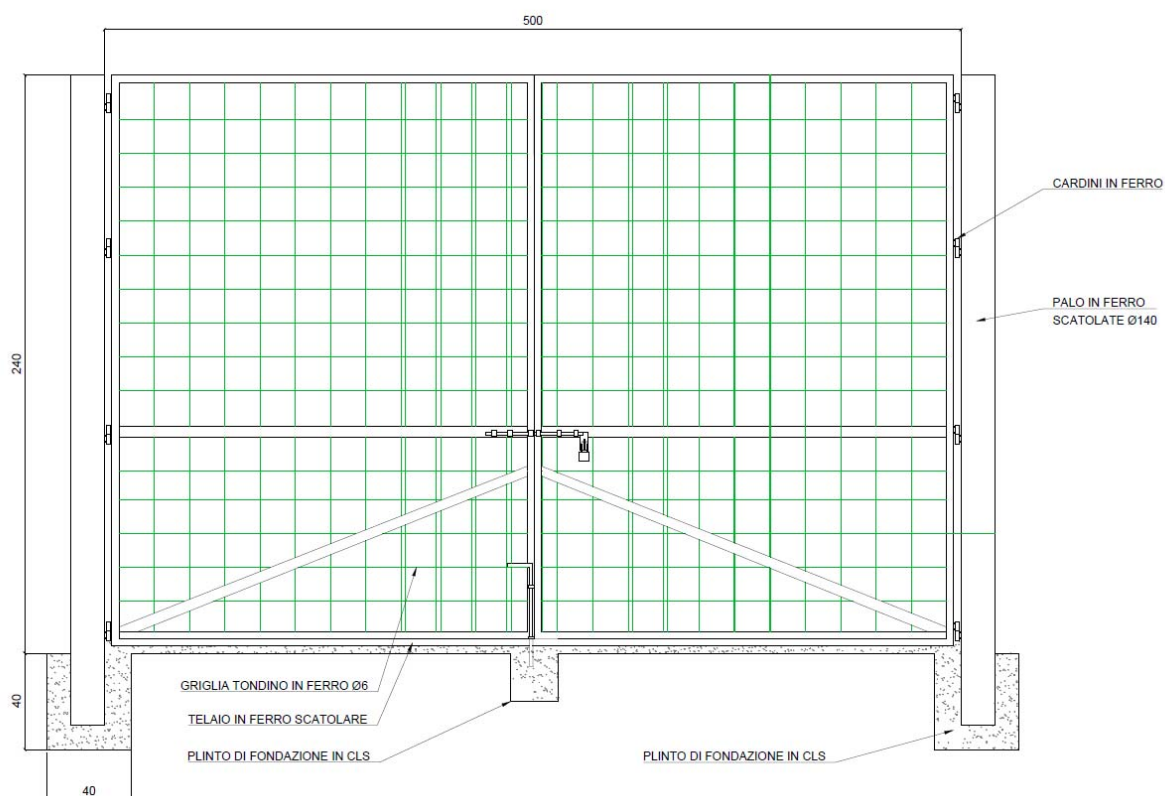 500
CARDINI IN FERRO
PALO IN FERRO
SCATOLATE Ø140
240
GRIGLIA TONDINO IN FERRO Ø6
40
TELAIO IN FERRO SCATOLARE
PLINTO DI FONDAZIONE IN CLS
PLINTO DI FONDAZIONE IN CLS
40